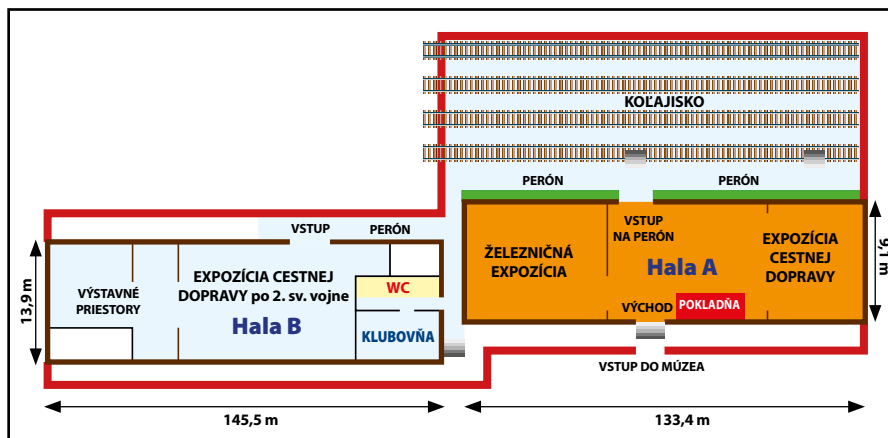 KOĽAJISKO
PERÓN
PERÓN
VSTUP
PERÓN
VSTUP
NA PERÓN
ŽELEZNIČNÁ
EXPOZÍCIA
Hala A
EXPOZÍCIA
CESTNEJ
DOPRAVY
9,1 m
13,9 m
VÝSTAVNÉ
PRIESTORY
EXPOZÍCIA CESTNEJ
DOPRAVY po 2. sv. vojne
Hala B
WC
KLUBOVŇA
VÝCHOD
POKLADŇA
VSTUP DO MÚZEA
145,5 m
133,4 m